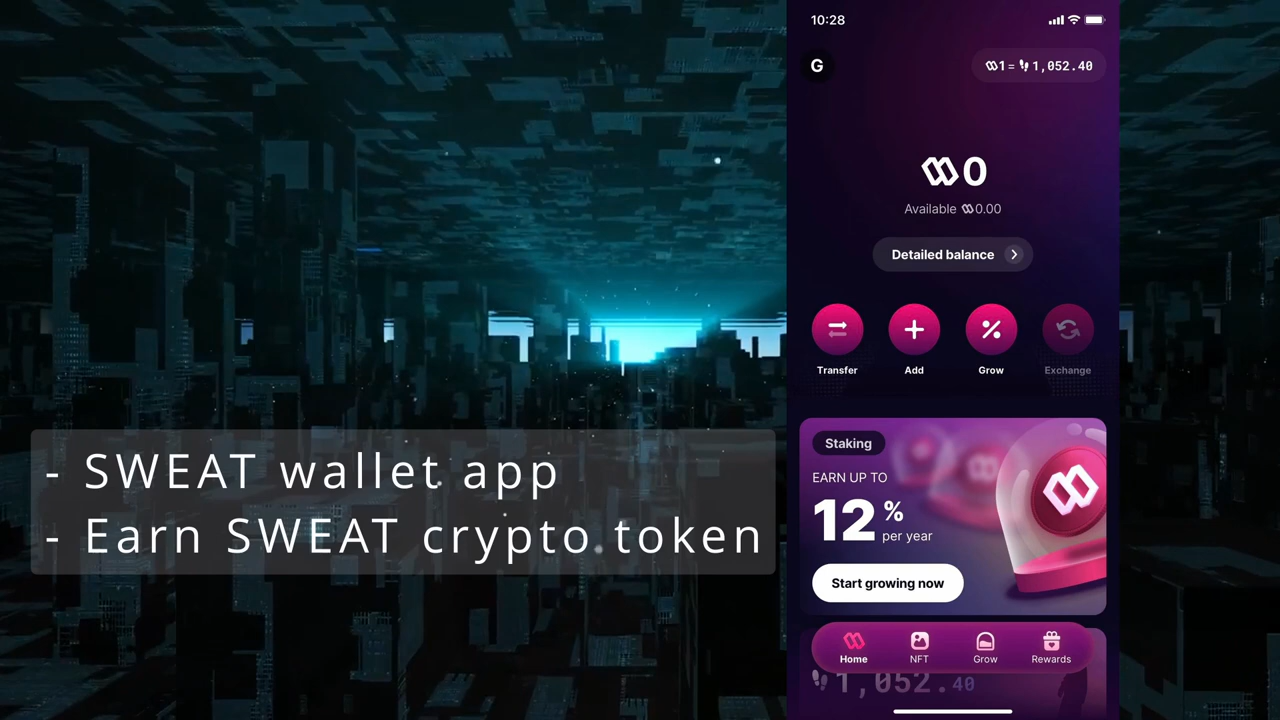 - SWEAT wallet app
- Earn SWEAT crypto token
10:28
G
1= 1,052.40
0
Available 0.00
Detailed balance
Transfer Add Grow Exchange
Staking
EARN UP TO
12 % per year
Start growing now
Home NFT Grow Rewards
1,052.40